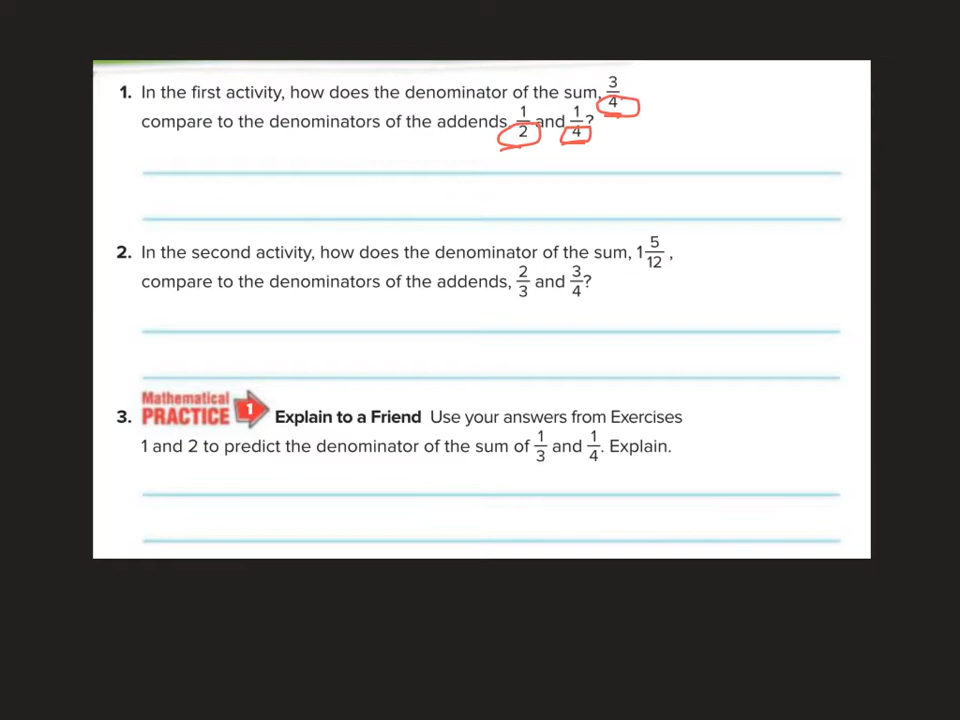 1. In the first activity, how does the denominator of the sum, 3/4
compare to the denominators of the addends, 1/2 and 1/4?
2. In the second activity, how does the denominator of the sum, 1 5/12,
compare to the denominators of the addends, 2/3 and 3/4?
Mathematical
3. PRACTICE 1 Explain to a Friend Use your answers from Exercises
1 and 2 to predict the denominator of the sum of 1/3 and 1/4. Explain.